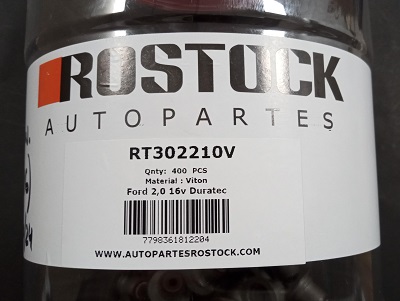 ROSTOCK
AUTOPARTES
RT302210V
Qnty: 400 PCS
Material : Viton
Ford 2,0 16v Duratec
7798361812204
WWW.AUTOPARTESROSTOCK.COM